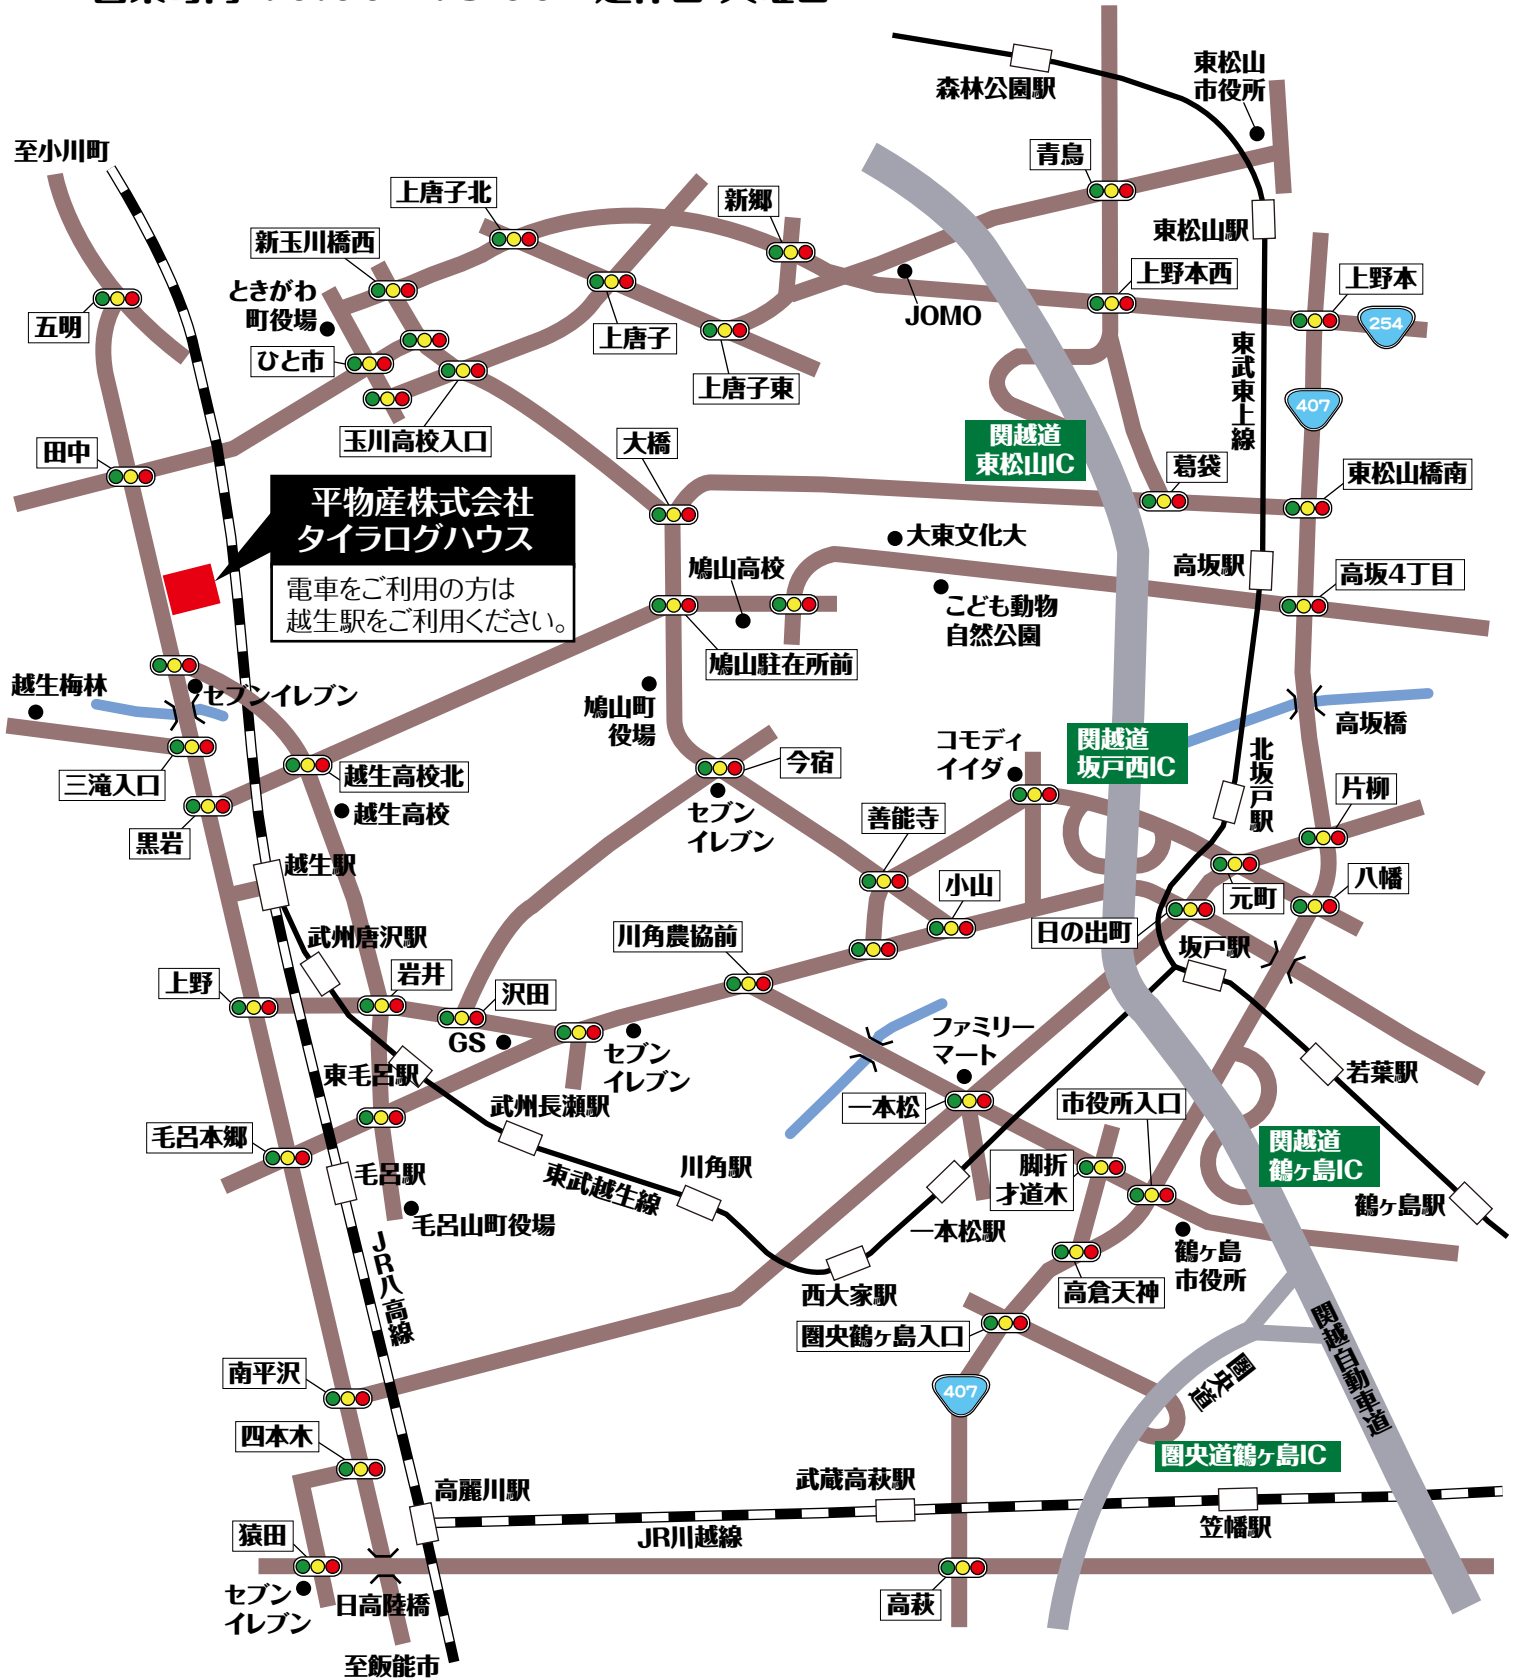 森林公園駅
東松山
市役所
至小川町
青鳥
上唐子北
新郷
新玉川橋西
東松山駅
上野本西
上野本
ときがわ
町役場
五明
JOMO
254
上唐子
ひと市
上唐子東
東武東上線
407
玉川高校入口
大橋
関越道
東松山IC
田中
葛袋
東松山橋南
平物産株式会社
タイラログハウス
電車をご利用の方は
越生駅をご利用ください。
大東文化大
鳩山高校
高坂駅
高坂4丁目
こども動物
自然公園
鳩山駐在所前
越生梅林
セブンイレブン
鳩山町
役場
高坂橋
コモディ
イイダ
関越道
坂戸西IC
北坂戸駅
今宿
三滝入口
越生高校北
セブン
イレブン
片柳
越生高校
黒岩
善能寺
越生駅
小山
元町
八幡
日の出町
川角農協前
武州唐沢駅
坂戸駅
上野
岩井
沢田
GS
ファミリー
マート
セブン
イレブン
東毛呂駅
若葉駅
武州長瀬駅
一本松
市役所入口
毛呂本郷
関越道
鶴ヶ島IC
毛呂駅
東武越生線
川角駅
脚折
才道木
鶴ヶ島駅
毛呂山町役場
一本松駅
鶴ヶ島
市役所
JR八高線
西大家駅
高倉天神
圏央鶴ヶ島入口
関越自動車道
南平沢
圏央道
407
四本木
圏央道鶴ヶ島IC
高麗川駅
武蔵高萩駅
猿田
JR川越線
笠幡駅
セブン
イレブン
日高陸橋
高萩
至飯能市